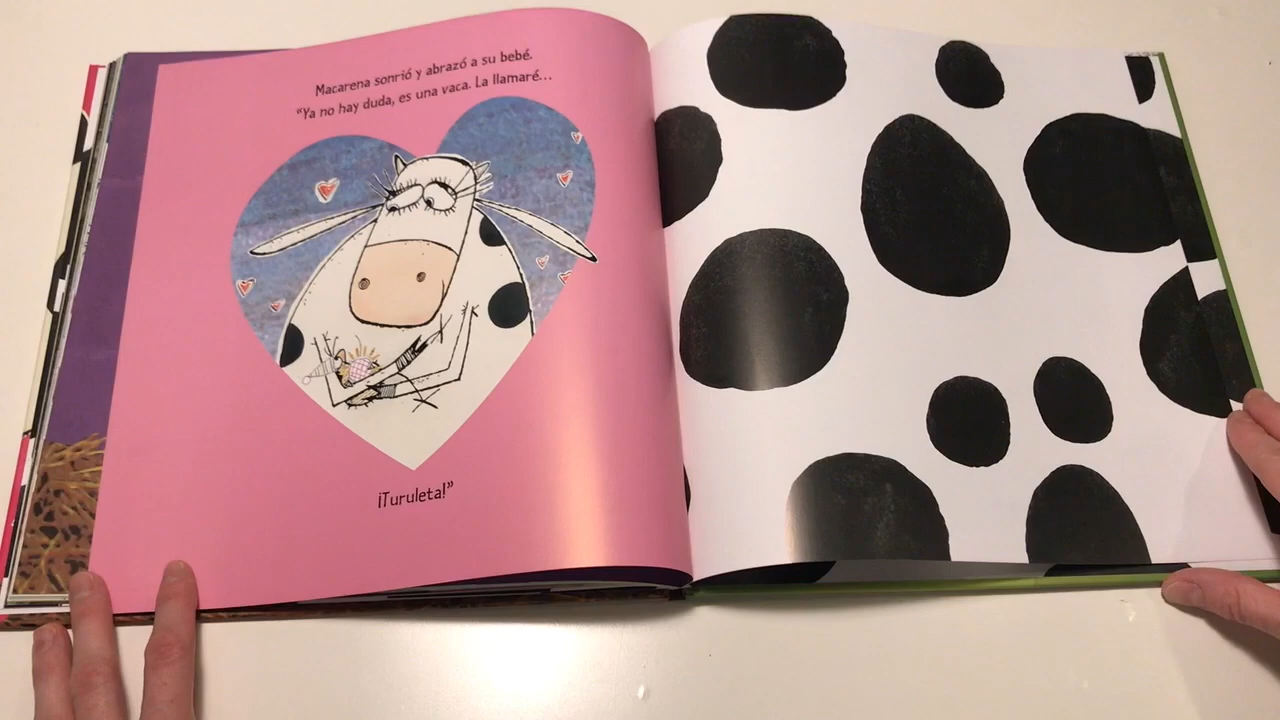 Macarena sonrió y abrazó a su bebé.
“Ya no hay duda, es una vaca. La llamaré...
¡Turuleta!”